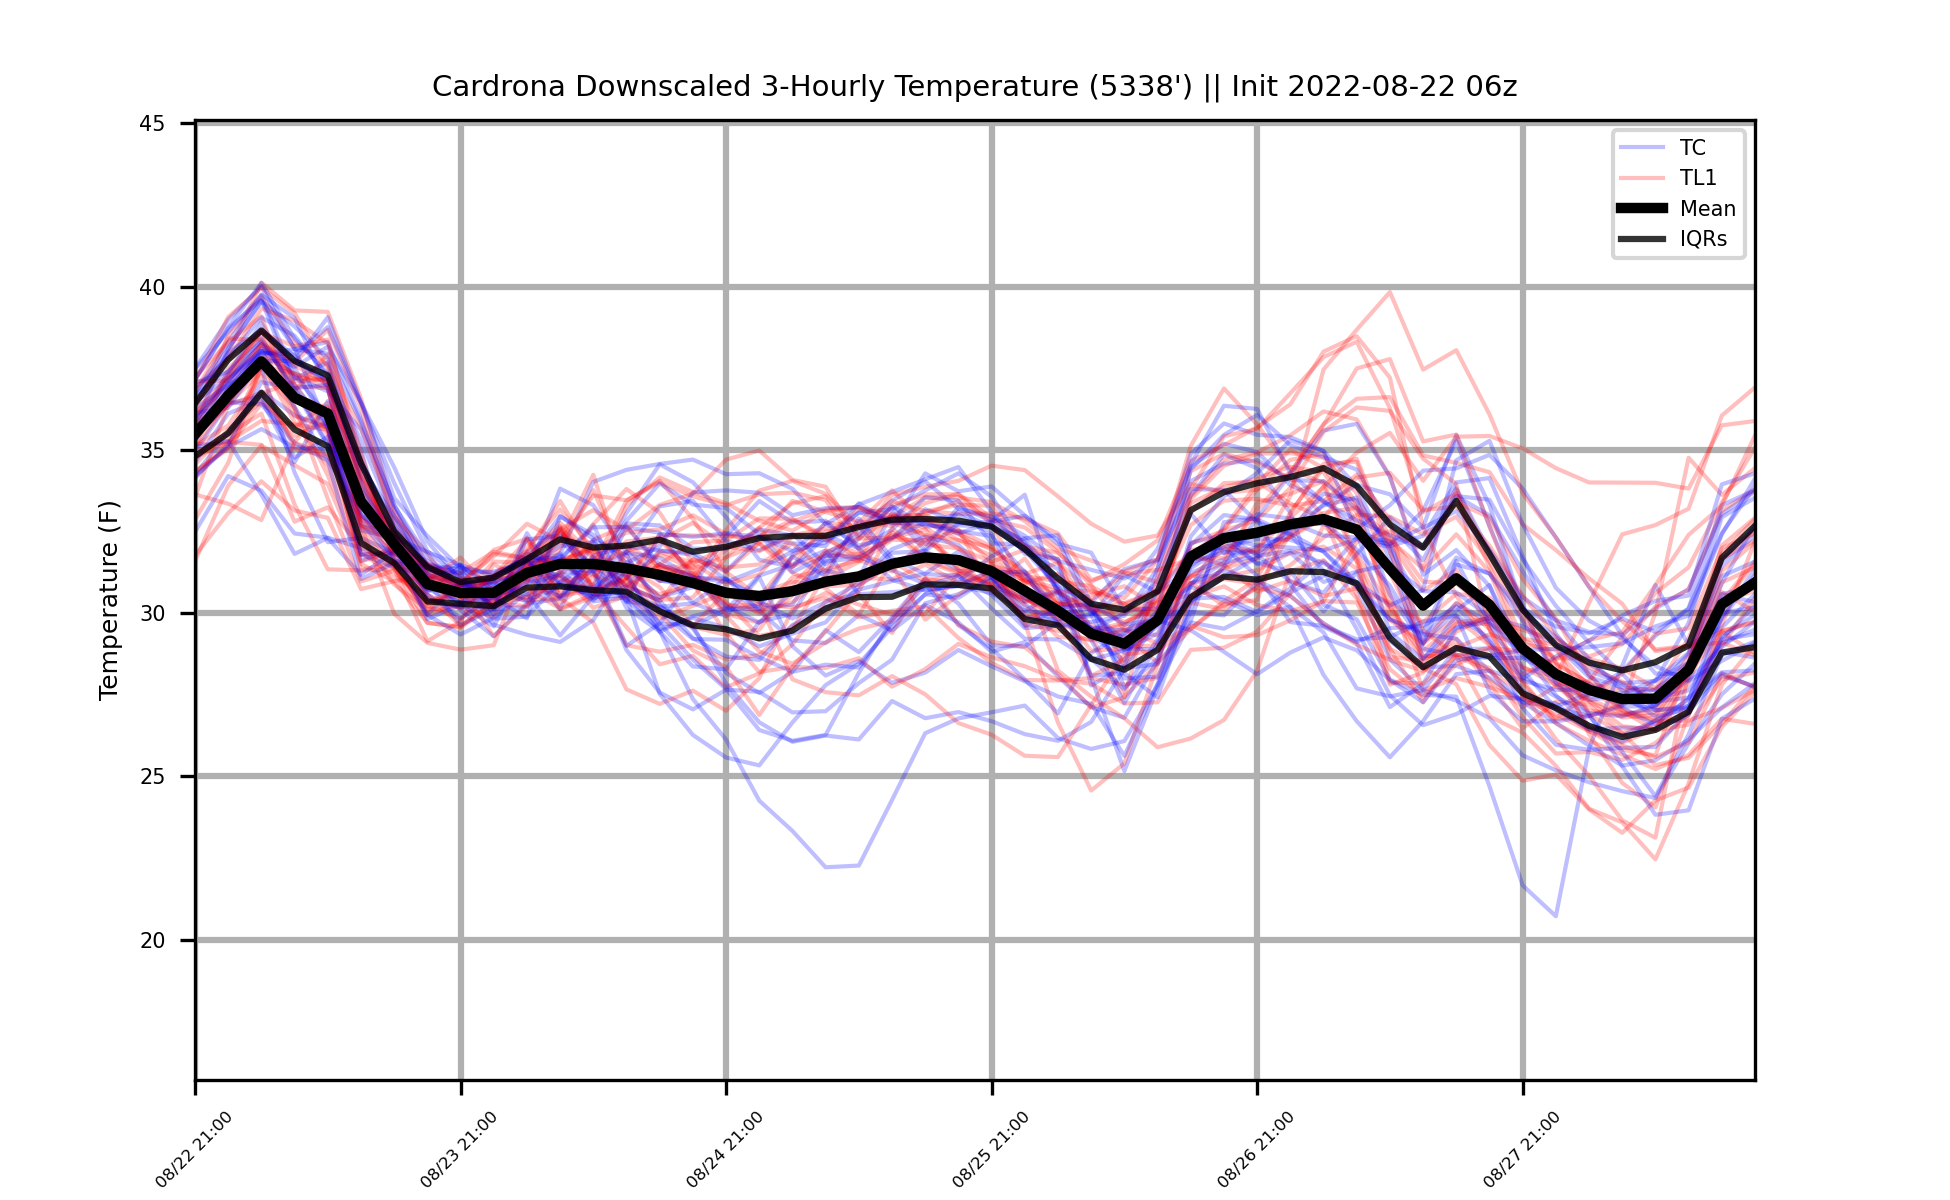 Cardrona Downscaled 3-Hourly Temperature (5338') || Init 2022-08-22 06z
TC
TL1
Mean
IQRs
Temperature (F)
45
40
35
30
25
20
08/22 21:00
08/23 21:00
08/24 21:00
08/25 21:00
08/26 21:00
08/27 21:00